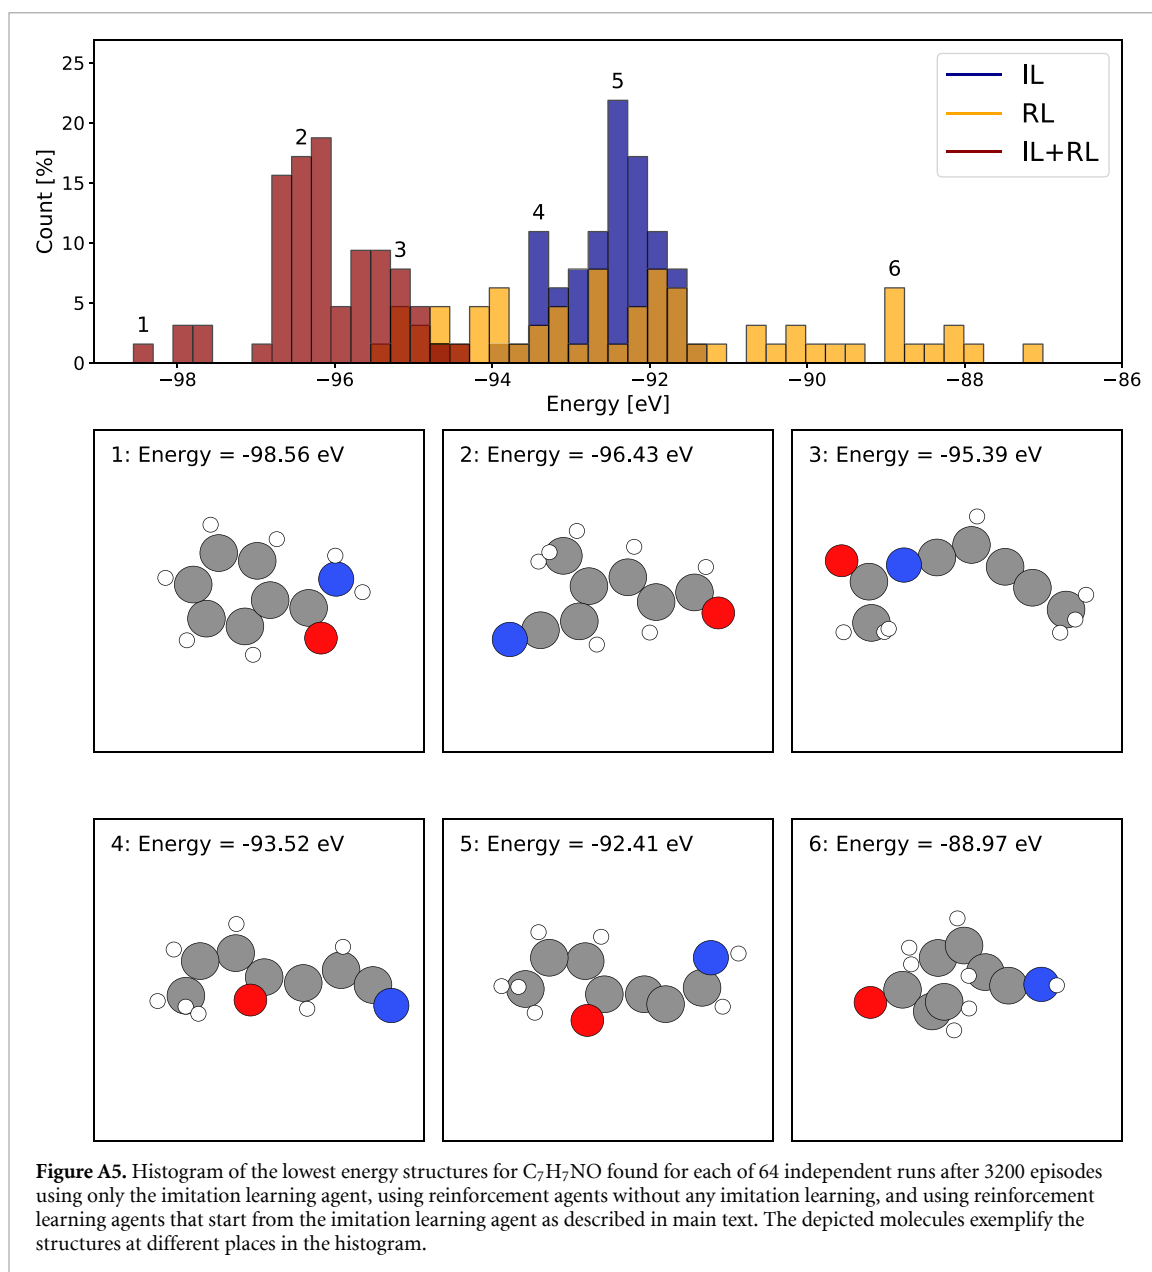 25
20
15
10
5
0
Count [%]
1
2
3
4
5
6
IL
RL
IL+RL
−98
−96
−94
−92
−90
−88
−86
Energy [eV]
1: Energy = -98.56 eV
2: Energy = -96.43 eV
3: Energy = -95.39 eV
4: Energy = -93.52 eV
5: Energy = -92.41 eV
6: Energy = -88.97 eV
Figure A5. Histogram of the lowest energy structures for C₇H₇NO found for each of 64 independent runs after 3200 episodes
using only the imitation learning agent, using reinforcement agents without any imitation learning, and using reinforcement
learning agents that start from the imitation learning agent as described in main text. The depicted molecules exemplify the
structures at different places in the histogram.